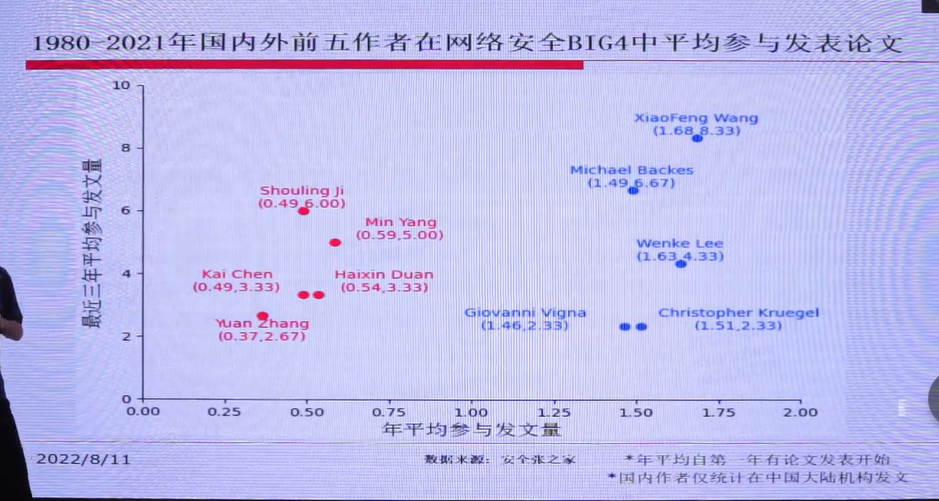 1980-2021年国内外前五作者在网络安全BIG4中平均参与发表论文
10
8
6
4
2
0
最近三年平均参与发文量
XiaoFeng Wang
(1.68,8.33)
Michael Backes
(1.49,6.67)
Shouling Ji
(0.49,6.00)
Min Yang
(0.59,5.00)
Wenke Lee
(1.63,4.33)
Kai Chen
(0.49,3.33)
Haixin Duan
(0.54,3.33)
Yuan Zhang
(0.37,2.67)
Giovanni Vigna
(1.46,2.33)
Christopher Kruegel
(1.51,2.33)
0.00 0.25 0.50 0.75 1.00 1.25 1.50 1.75 2.00
年平均参与发文量
2022/8/11
数据来源：安全张之家
*年平均自第一年有论文发表开始
*国内作者仅统计在中国大陆机构发文